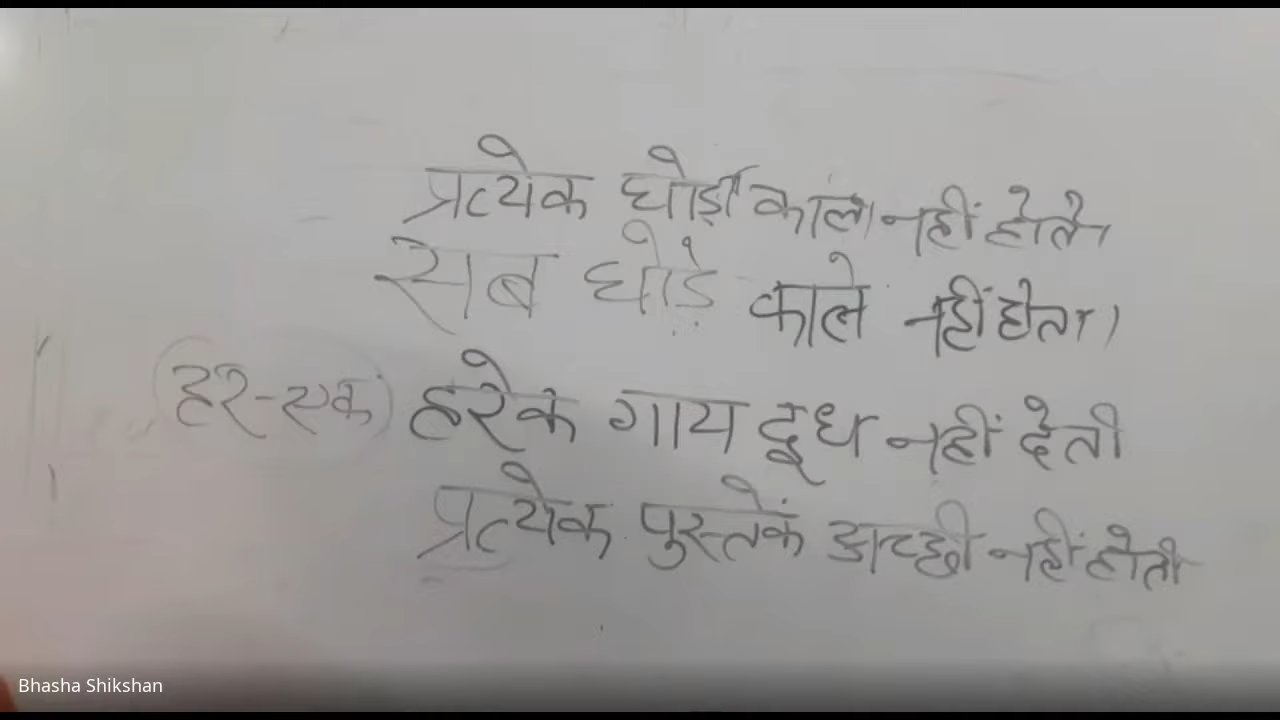 प्रत्येक घोड़ा काला नहीं होते।
सब घोड़े काले नहीं होता।
(हर-एक) हरेक गाय दूध नहीं देती
प्रत्येक पुस्तकें अच्छी नहीं होती
Bhasha Shikshan